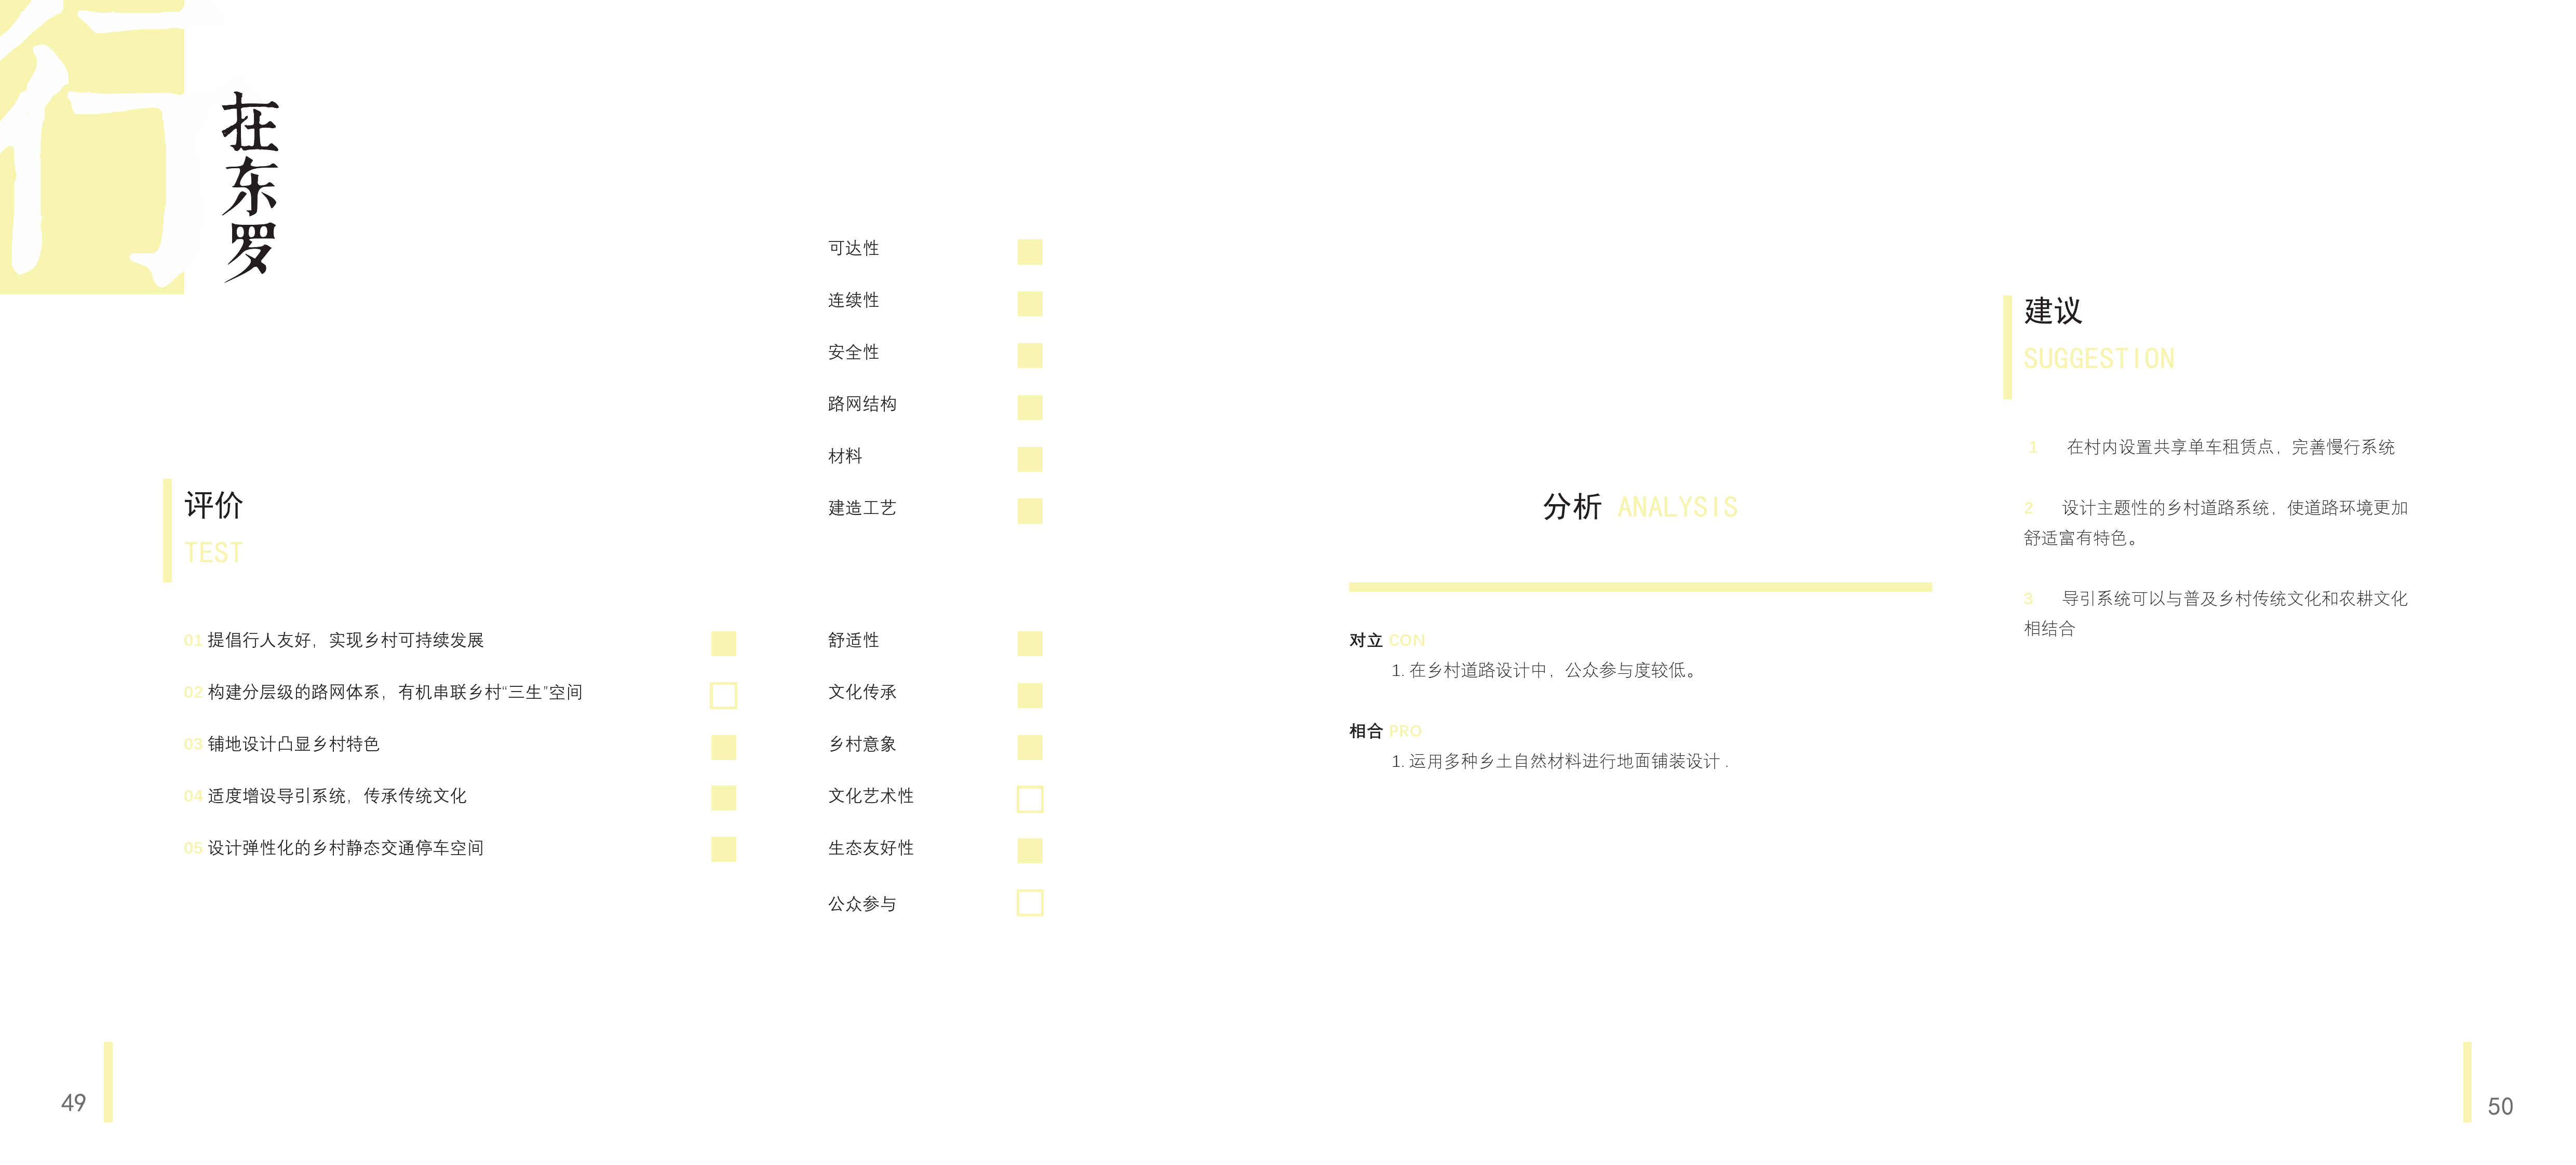 行
在东罗
评价
TEST
01 提倡行人友好，实现乡村可持续发展
02 构建分层级的路网体系，有机串联乡村“三生”空间
03 铺地设计凸显乡村特色
04 适度增设导引系统，传承传统文化
05 设计弹性化的乡村静态交通停车空间
可达性
连续性
安全性
路网结构
材料
建造工艺
舒适性
文化传承
乡村意象
文化艺术性
生态友好性
公众参与
分析 ANALYSIS
对立 CON
1. 在乡村道路设计中，公众参与度较低。
相合 PRO
1. 运用多种乡土自然材料进行地面铺装设计 .
建议
SUGGESTION
1 在村内设置共享单车租赁点，完善慢行系统
2 设计主题性的乡村道路系统，使道路环境更加
舒适富有特色。
3 导引系统可以与普及乡村传统文化和农耕文化
相结合
49
50